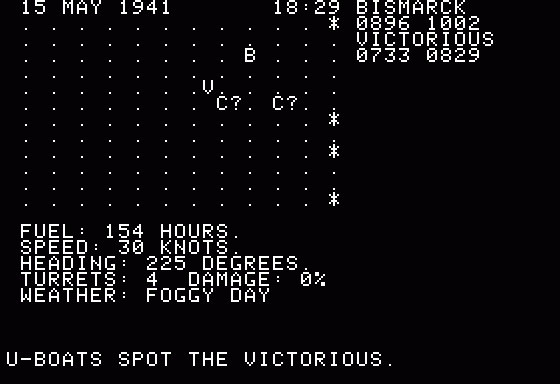 15 MAY 1941 18:29 BISMARCK
* 0896 1002
VICTORIOUS
B 0733 0829
V
C? C?
*
*
*
FUEL: 154 HOURS.
SPEED: 30 KNOTS.
HEADING: 225 DEGREES.
TURRETS: 4 DAMAGE: 0%
WEATHER: FOGGY DAY
U-BOATS SPOT THE VICTORIOUS.